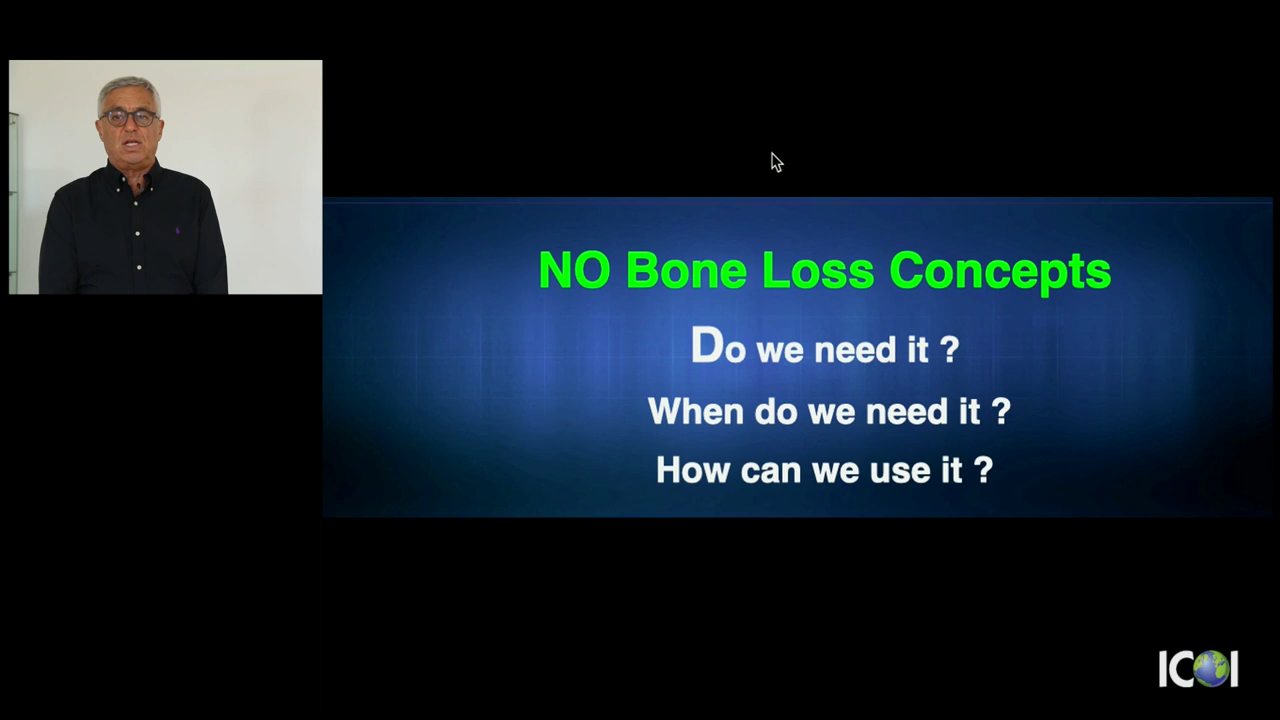 NO Bone Loss Concepts
Do we need it ?
When do we need it ?
How can we use it ?
ICOI